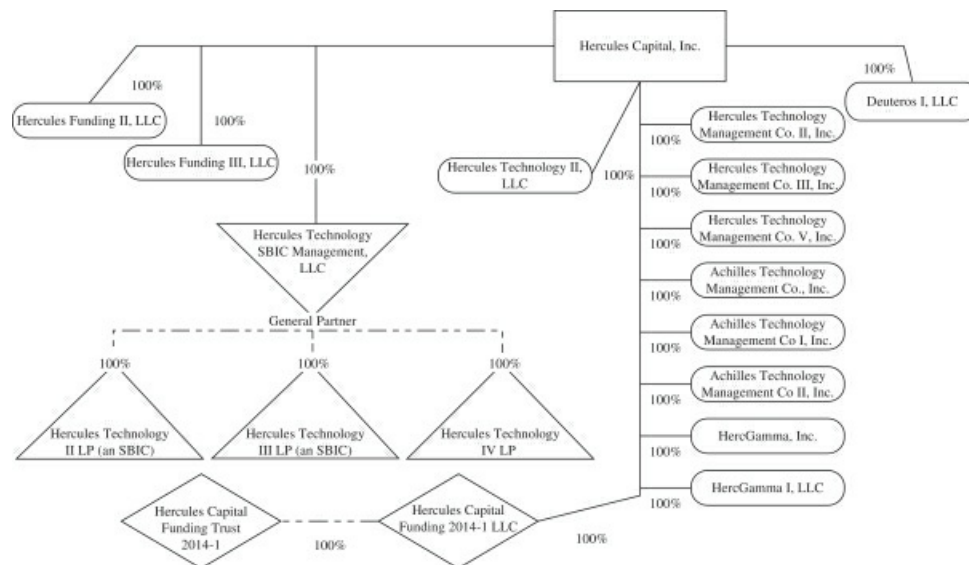 Hercules Capital, Inc.
100%
Hercules Funding II, LLC
100%
Hercules Funding III, LLC
100%
Hercules Technology
SBIC Management,
LLC
General Partner
100%
Hercules Technology
II LP (an SBIC)
100%
Hercules Technology
III LP (an SBIC)
100%
Hercules Technology
IV LP
Hercules Technology II,
LLC
100%
100%
Deuteros I, LLC
Hercules Technology
Management Co. II, Inc.
100%
Hercules Technology
Management Co. III, Inc.
100%
Hercules Technology
Management Co. V, Inc.
100%
Achilles Technology
Management Co., Inc.
100%
Achilles Technology
Management Co I, Inc.
100%
Achilles Technology
Management Co II, Inc.
100%
HercGamma, Inc.
100%
HercGamma I, LLC
100%
Hercules Capital
Funding Trust
2014-1
100%
Hercules Capital
Funding 2014-1 LLC
100%